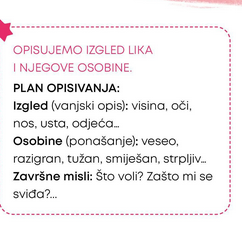 OPISUJEMO IZGLED LIKA
I NJEGOVE OSOBINE.
PLAN OPISIVANJA:
Izgled (vanjski opis): visina, oči,
nos, usta, odjeća...
Osobine (ponašanje): veseo,
razigran, tužan, smiješan, strpljiv...
Završne misli: Što voli? Zašto mi se
sviđa?...